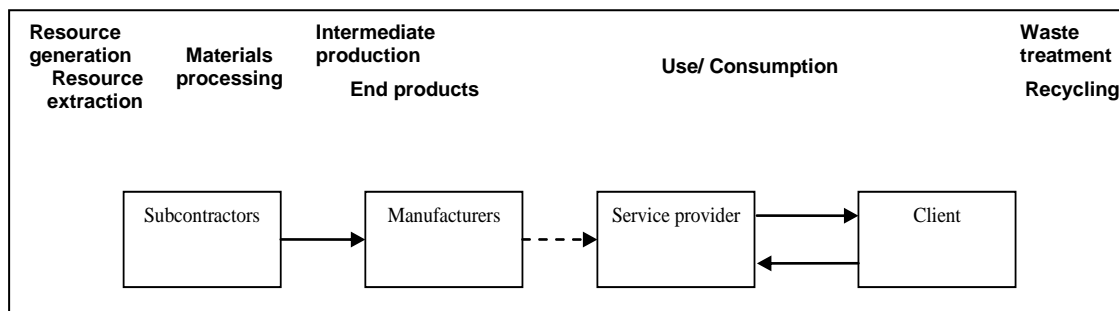 Resource
generation
Resource
extraction
Materials
processing
Intermediate
production
End products
Use/ Consumption
Waste
treatment
Recycling
Subcontractors
Manufacturers
Service provider
Client